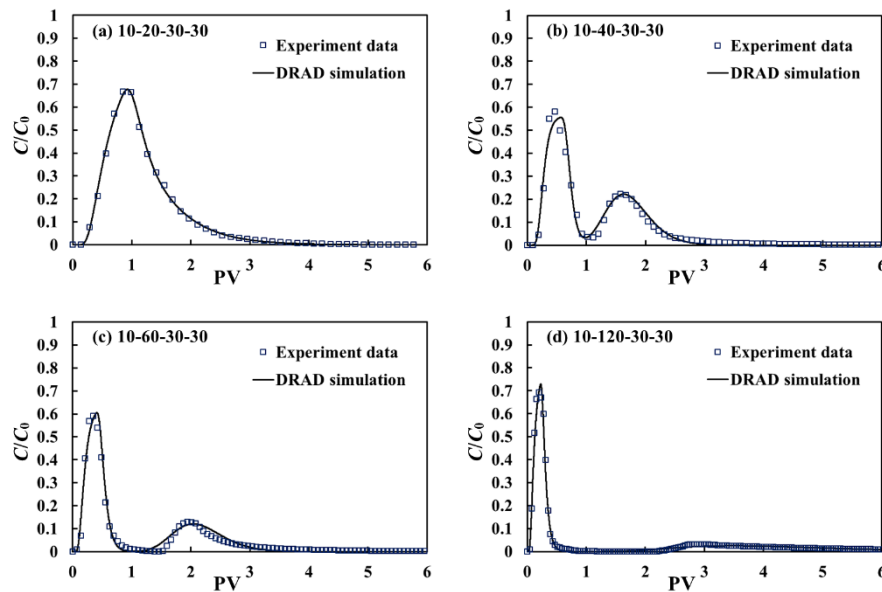 (a) 10-20-30-30
Experiment data
DRAD simulation
1
0.9
0.8
0.7
0.6
0.5
0.4
0.3
0.2
0.1
0
C/C0
0 1 2 3 4 5 6
PV
(b) 10-40-30-30
Experiment data
DRAD simulation
1
0.9
0.8
0.7
0.6
0.5
0.4
0.3
0.2
0.1
0
C/C0
0 1 2 3 4 5 6
PV
(c) 10-60-30-30
Experiment data
DRAD simulation
1
0.9
0.8
0.7
0.6
0.5
0.4
0.3
0.2
0.1
0
C/C0
0 1 2 3 4 5 6
PV
(d) 10-120-30-30
Experiment data
DRAD simulation
1
0.9
0.8
0.7
0.6
0.5
0.4
0.3
0.2
0.1
0
C/C0
0 1 2 3 4 5 6
PV